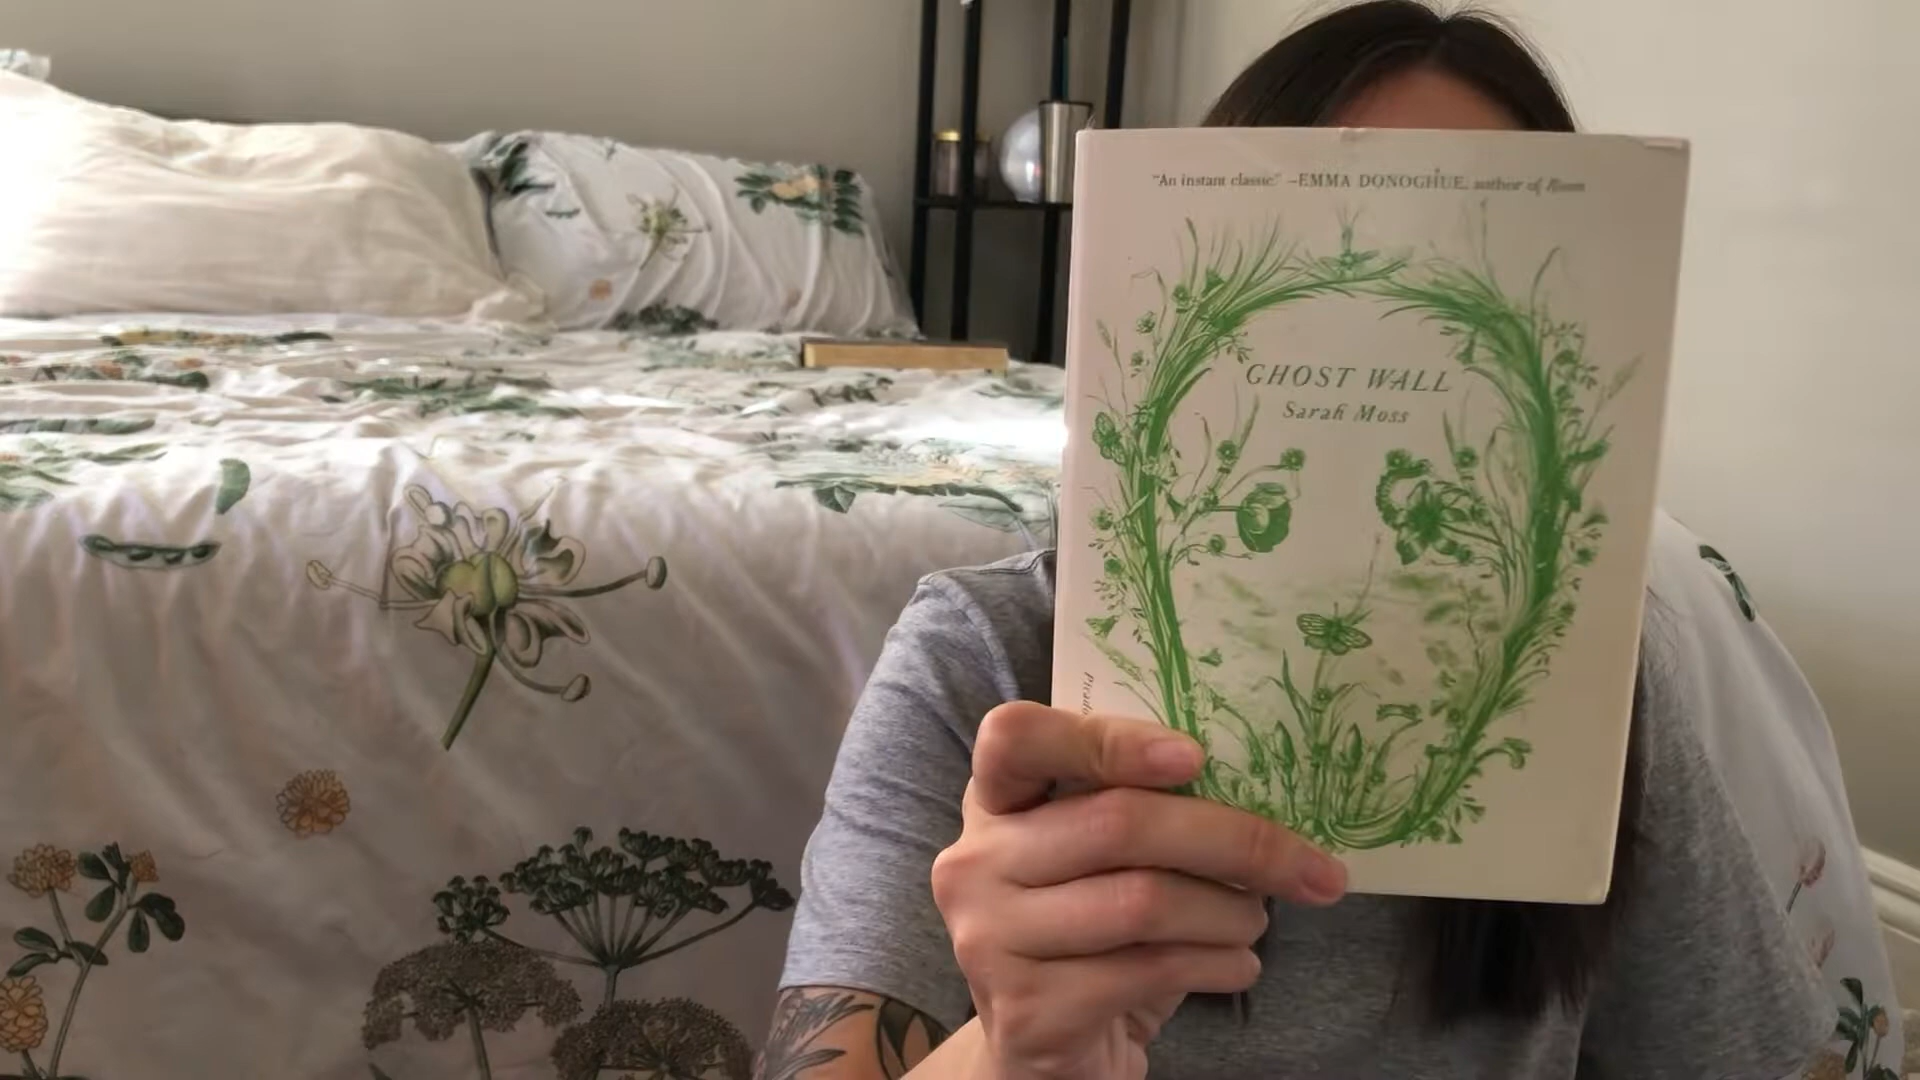 "An instant classic." —EMMA DONOGHUE, author of Room
GHOST WALL
Sarah Moss